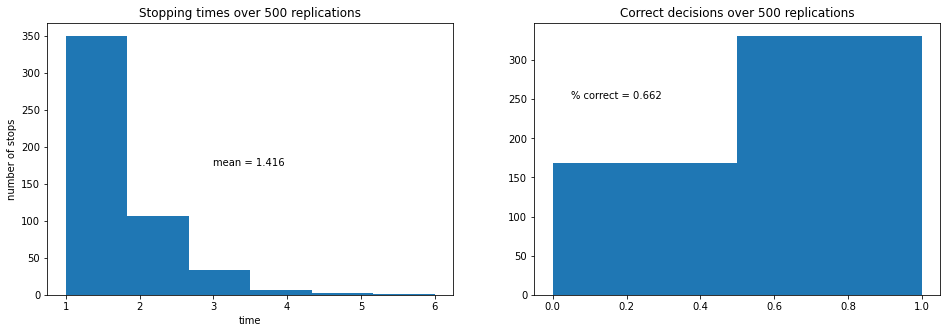 Stopping times over 500 replications
350
300
250
200
150
100
50
0
number of stops
mean = 1.416
1 2 3 4 5 6
time
Correct decisions over 500 replications
300
250
200
150
100
50
0
% correct = 0.662
0.0 0.2 0.4 0.6 0.8 1.0